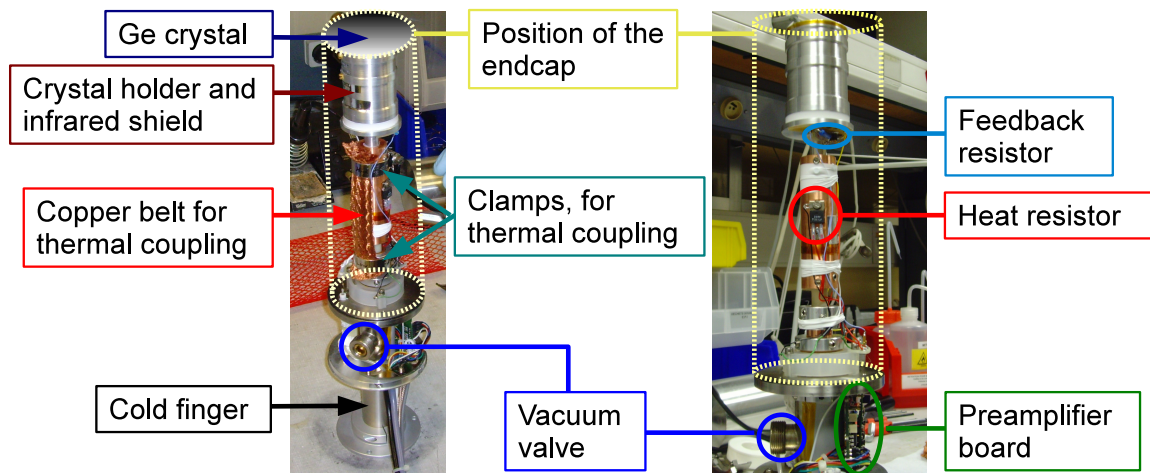 Ge crystal
Position of the
endcap
Crystal holder and
infrared shield
Feedback
resistor
Copper belt for
thermal coupling
Clamps, for
thermal coupling
Heat resistor
Cold finger
Vacuum
valve
Preamplifier
board